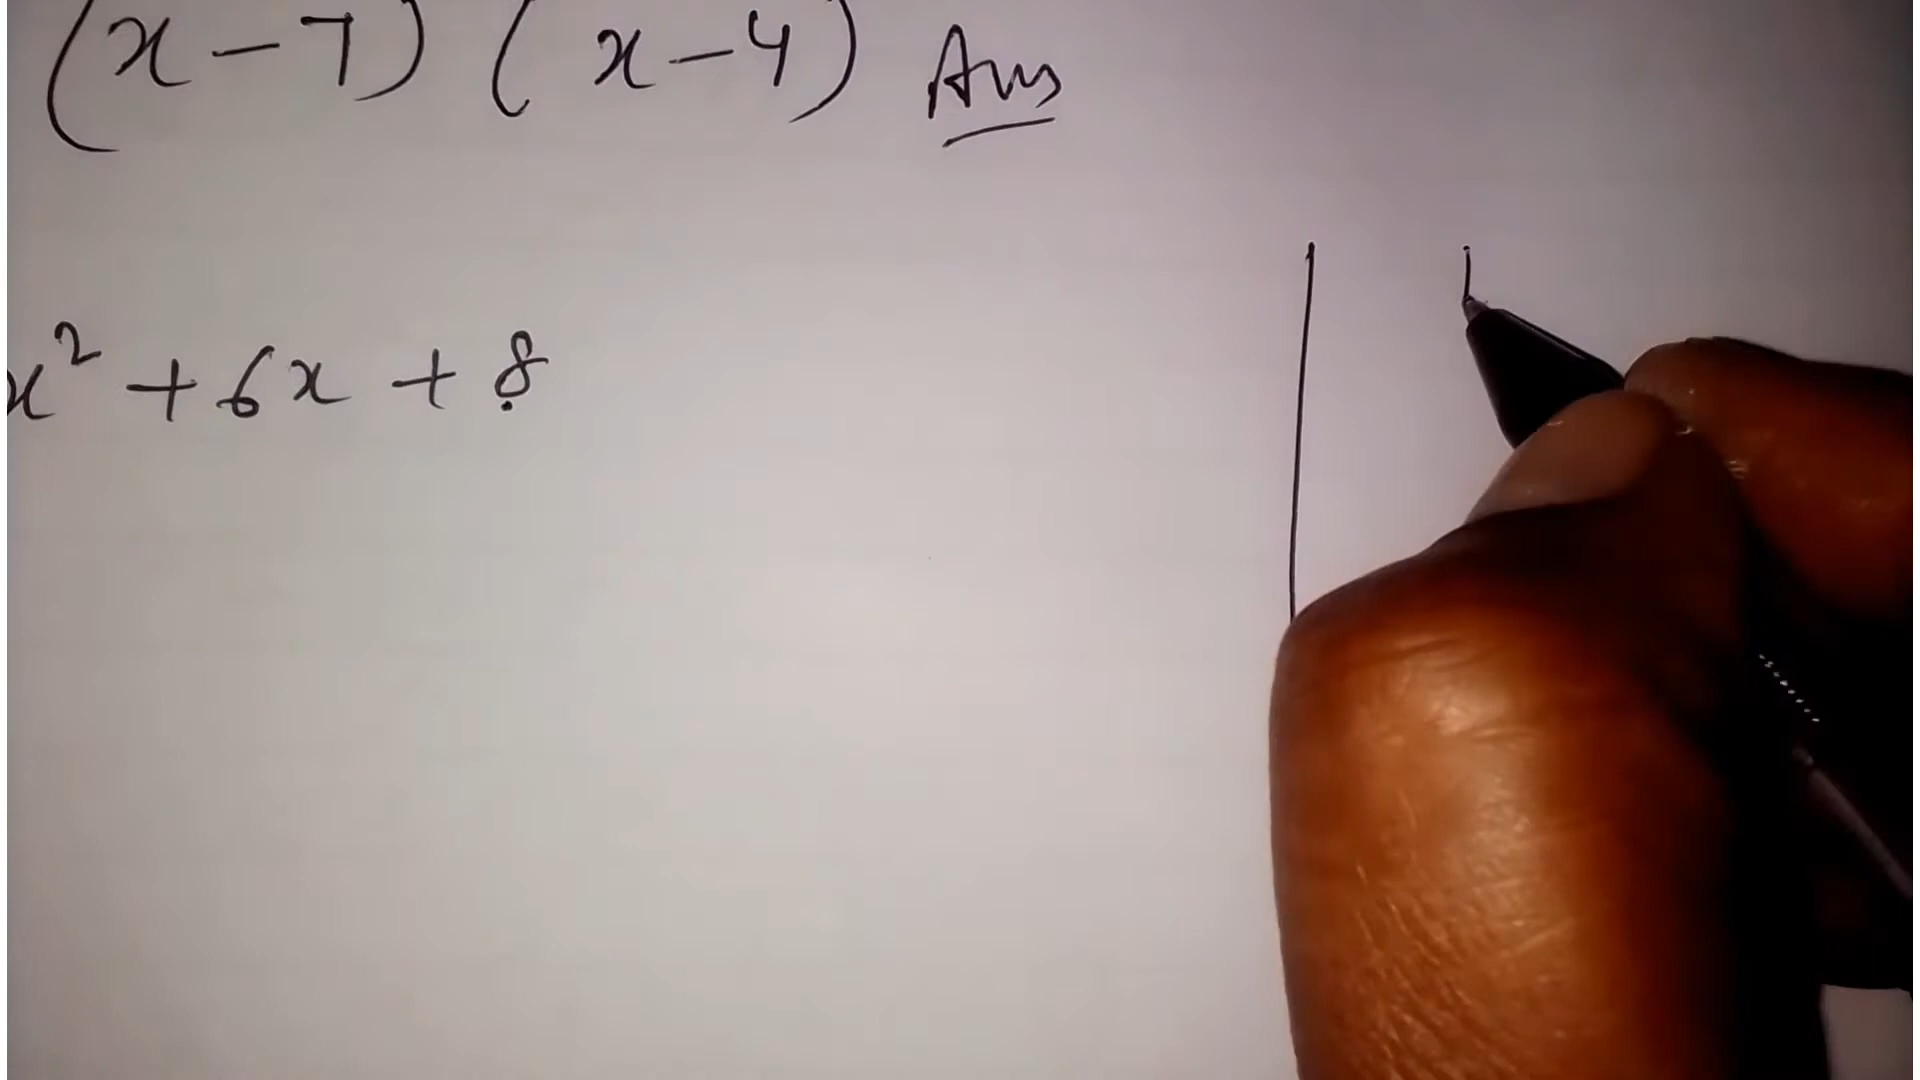 (x - 7) (x - 4) Ans
x² + 6x + 8